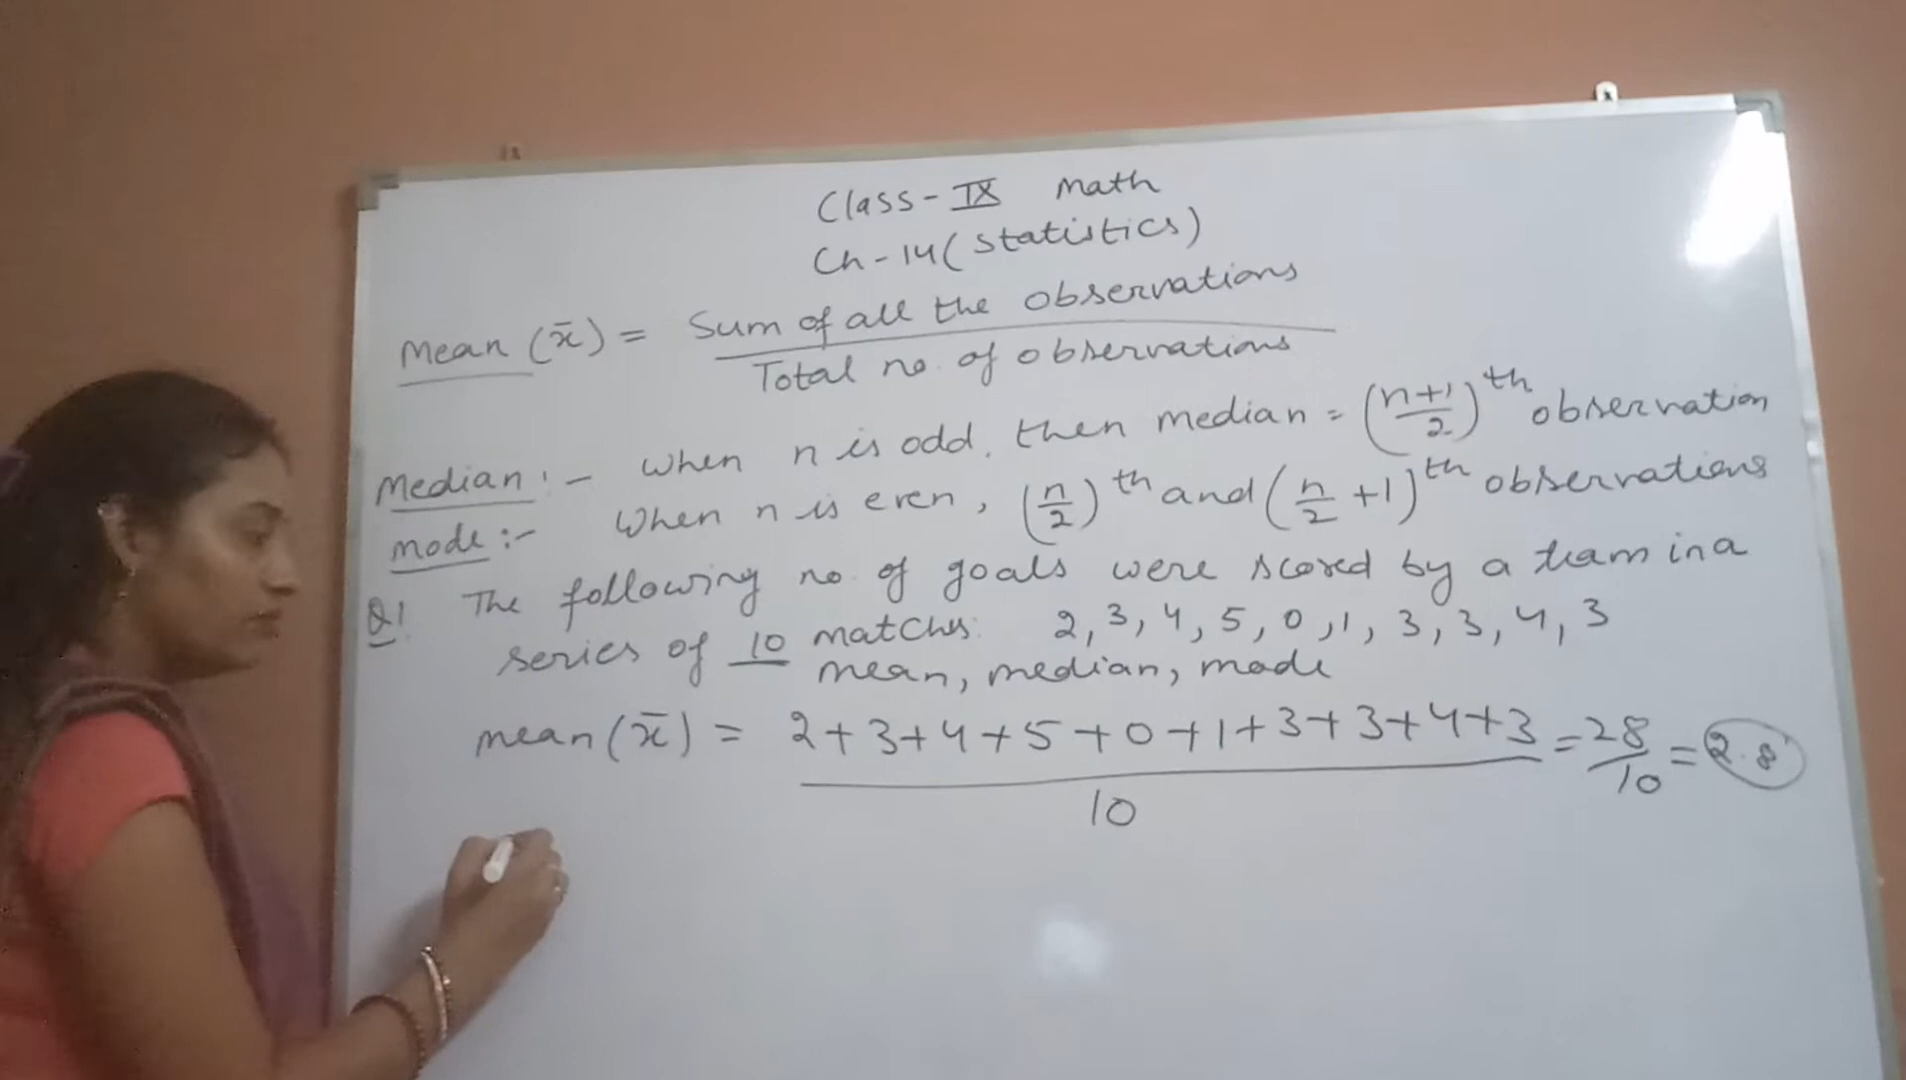 Class-IX Math
Ch-14 (Statistics)
Mean (x̄) = Sum of all the observations
Total no. of observations
Median :- When n is odd, then median = (n+1/2)th observation
Mode :- When n is even, (n/2)th and (n/2 +1)th observations
Q1. The following no. of goals were scored by a team in a
series of 10 matches: 2, 3, 4, 5, 0, 1, 3, 3, 4, 3
mean, median, mode
mean (x̄) = 2+3+4+5+0+1+3+3+4+3 = 28/10 = 2.8
10